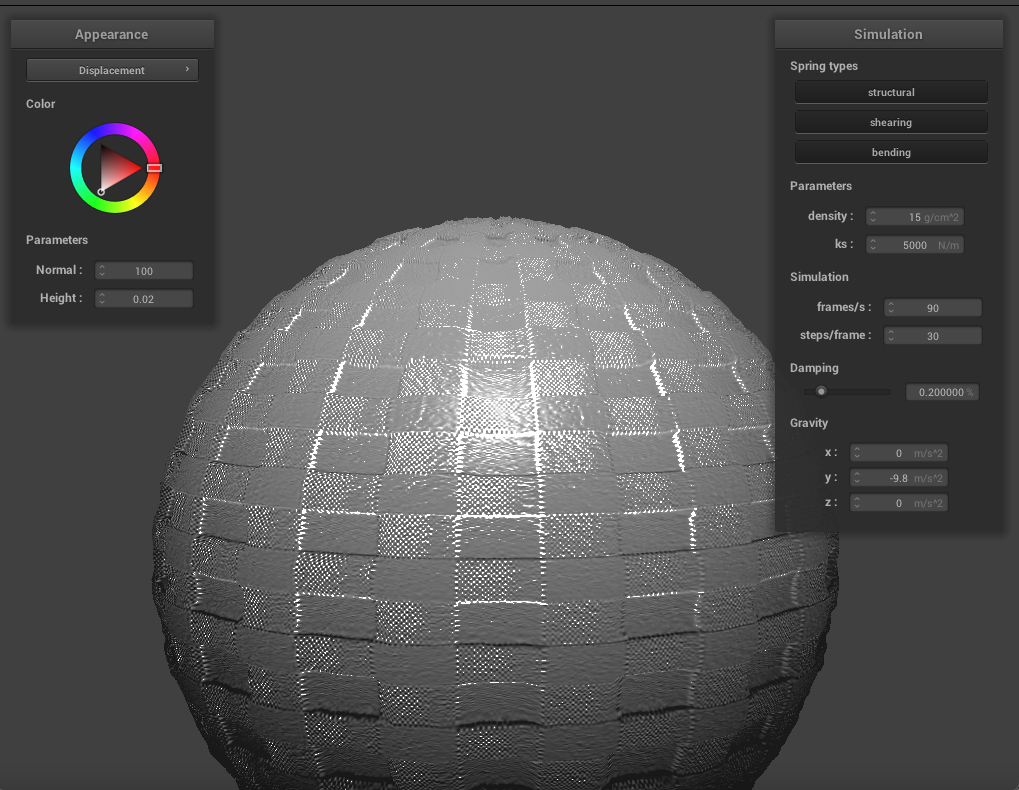 Appearance
Displacement ›
Color
Parameters
Normal : 100
Height : 0.02
Simulation
Spring types
structural
shearing
bending
Parameters
density : 15 g/cm^2
ks : 5000 N/m
Simulation
frames/s : 90
steps/frame : 30
Damping
0.200000 %
Gravity
x : 0 m/s^2
y : -9.8 m/s^2
z : 0 m/s^2